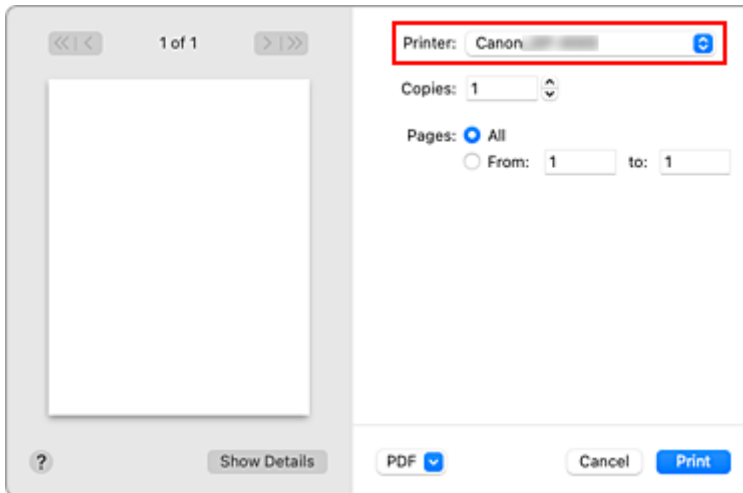 1 of 1
Printer: Canon
Copies: 1
Pages: All
From: 1 to: 1
? Show Details PDF Cancel Print